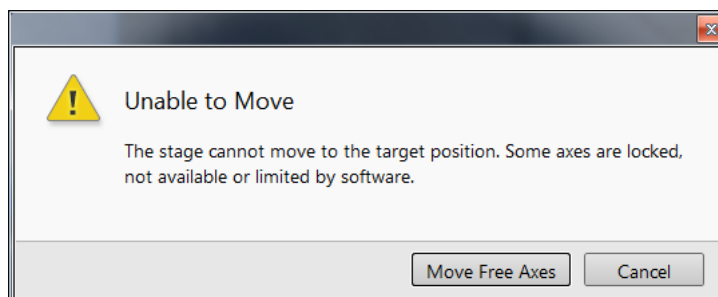 Unable to Move
The stage cannot move to the target position. Some axes are locked,
not available or limited by software.
Move Free Axes
Cancel